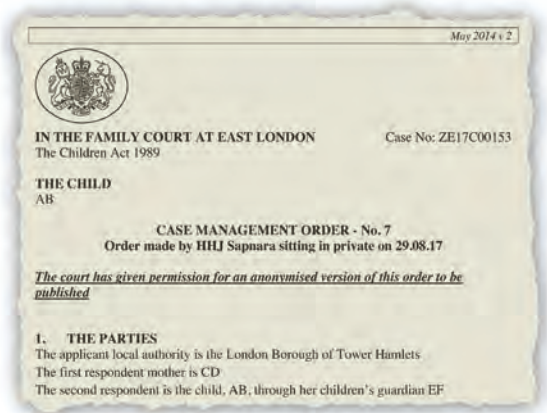 May 2014 v 2
IN THE FAMILY COURT AT EAST LONDON Case No: ZE17C00153
The Children Act 1989
THE CHILD
AB
CASE MANAGEMENT ORDER - No. 7
Order made by HHJ Sapnara sitting in private on 29.08.17
The court has given permission for an anonymised version of this order to be
published
1. THE PARTIES
The applicant local authority is the London Borough of Tower Hamlets
The first respondent mother is CD
The second respondent is the child, AB, through her children's guardian EF